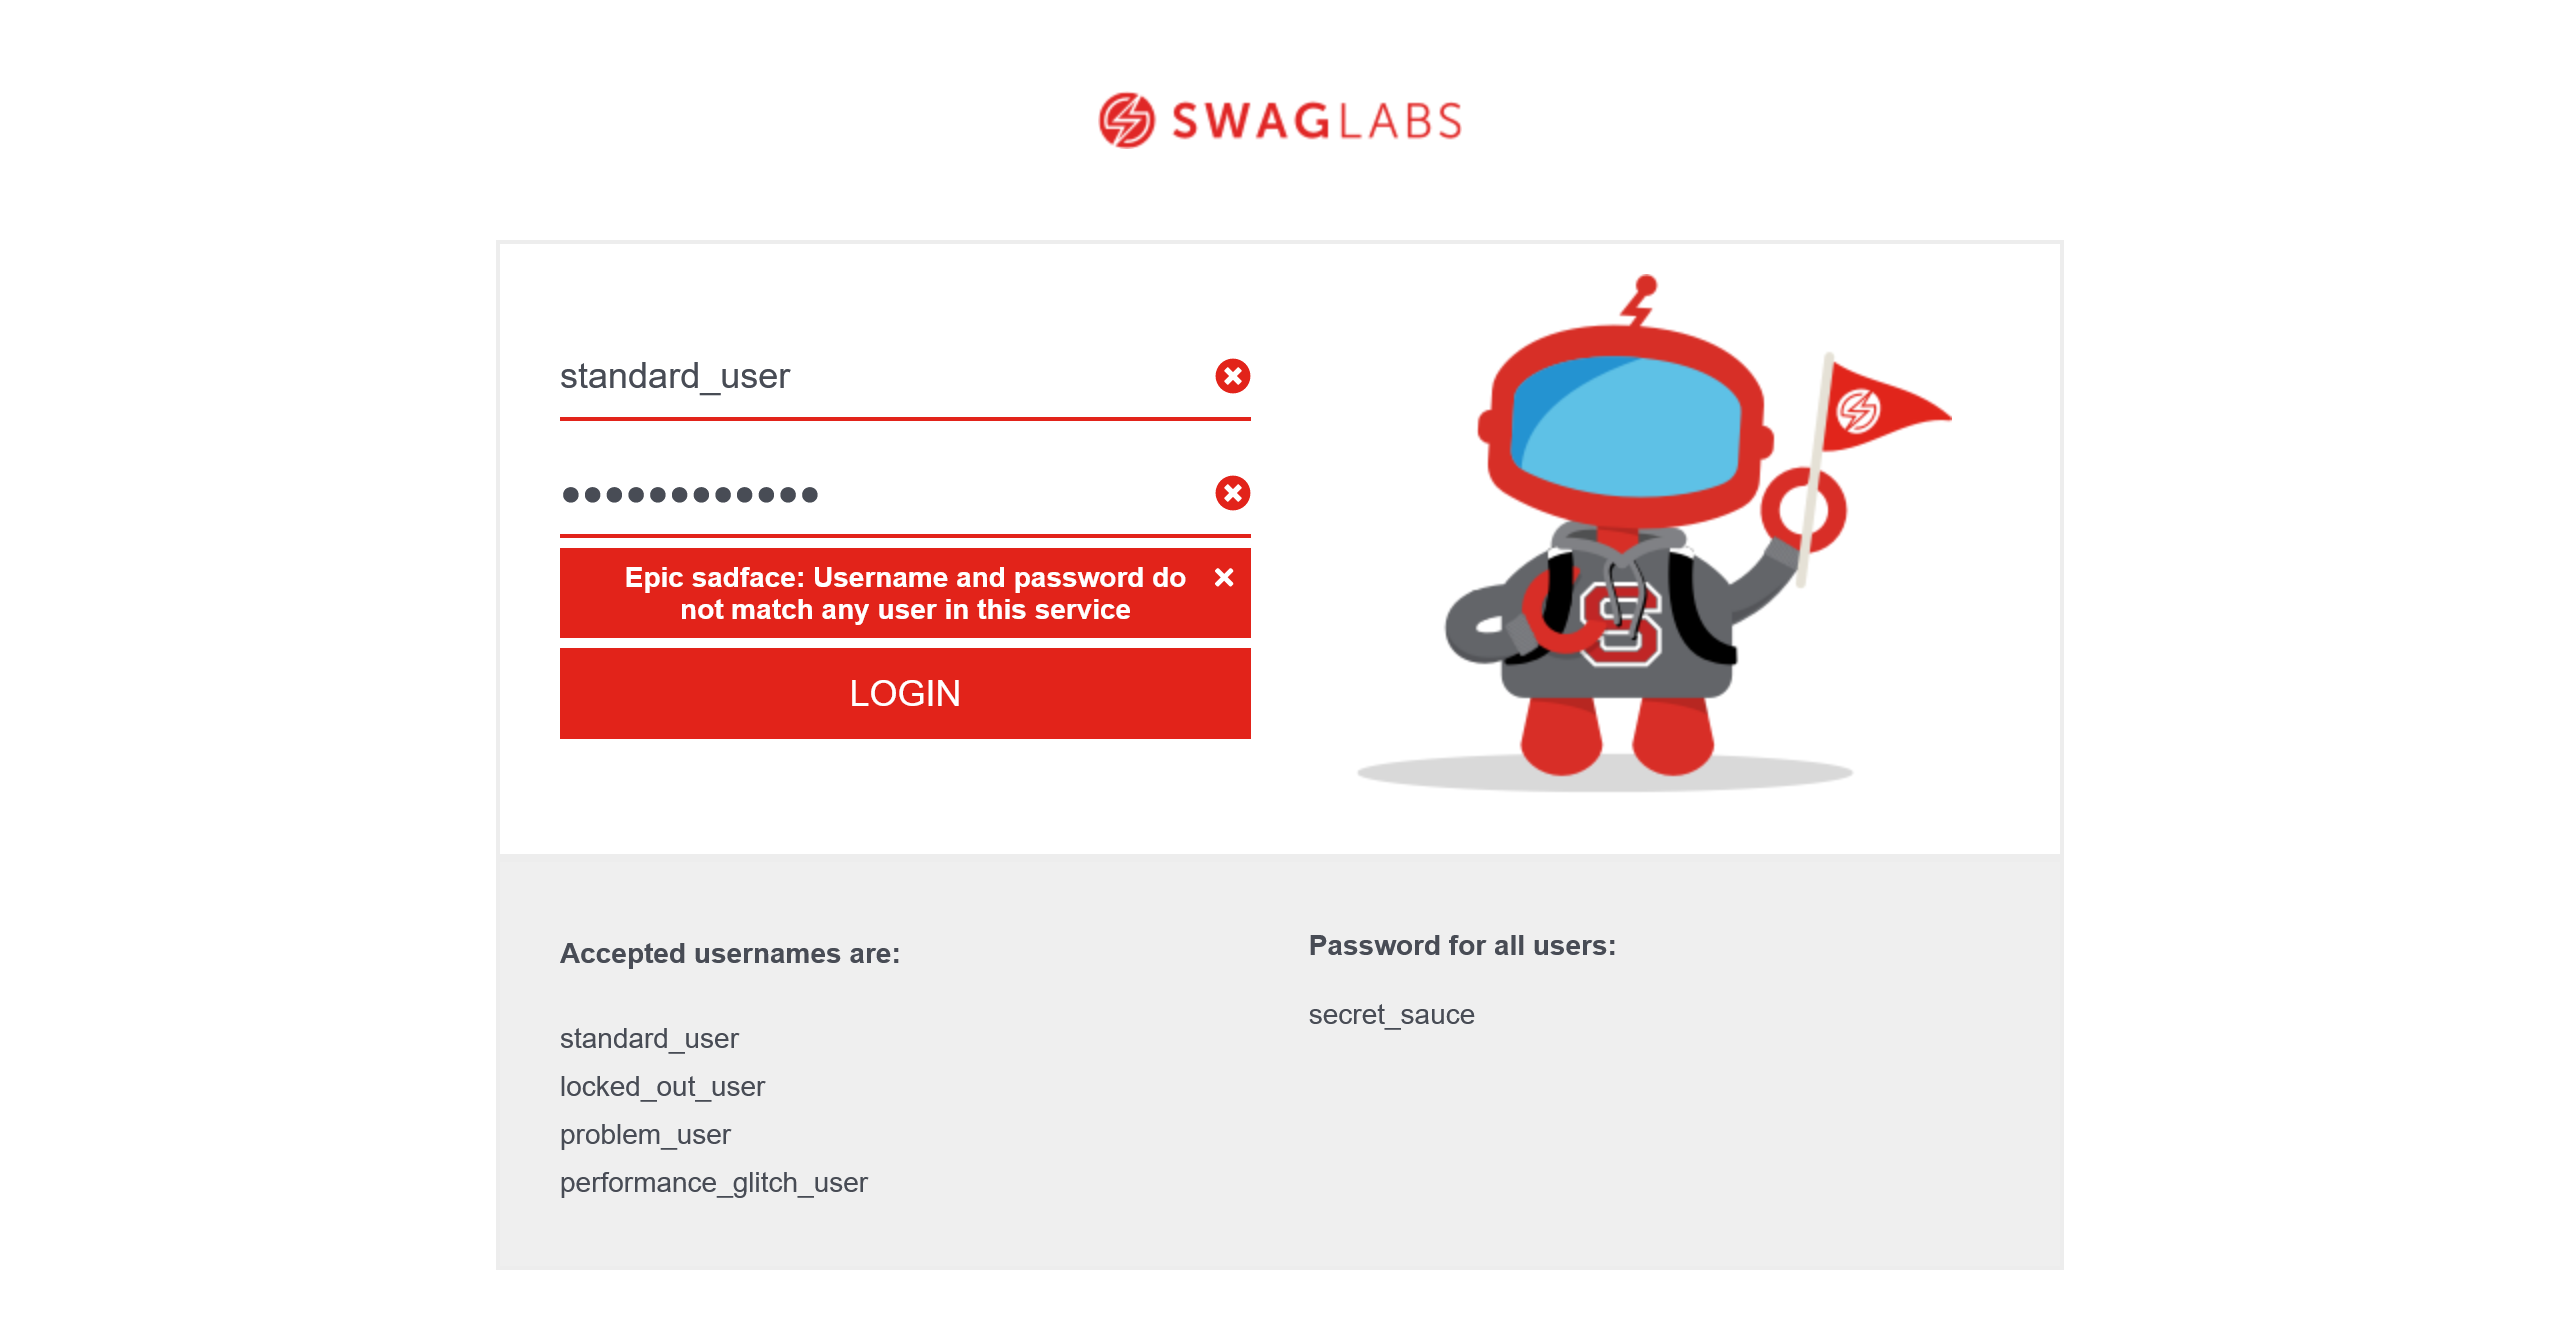 SWAGLABS
standard_user
••••••••••••
Epic sadface: Username and password do
not match any user in this service
LOGIN
S
Accepted usernames are:
standard_user
locked_out_user
problem_user
performance_glitch_user
Password for all users:
secret_sauce